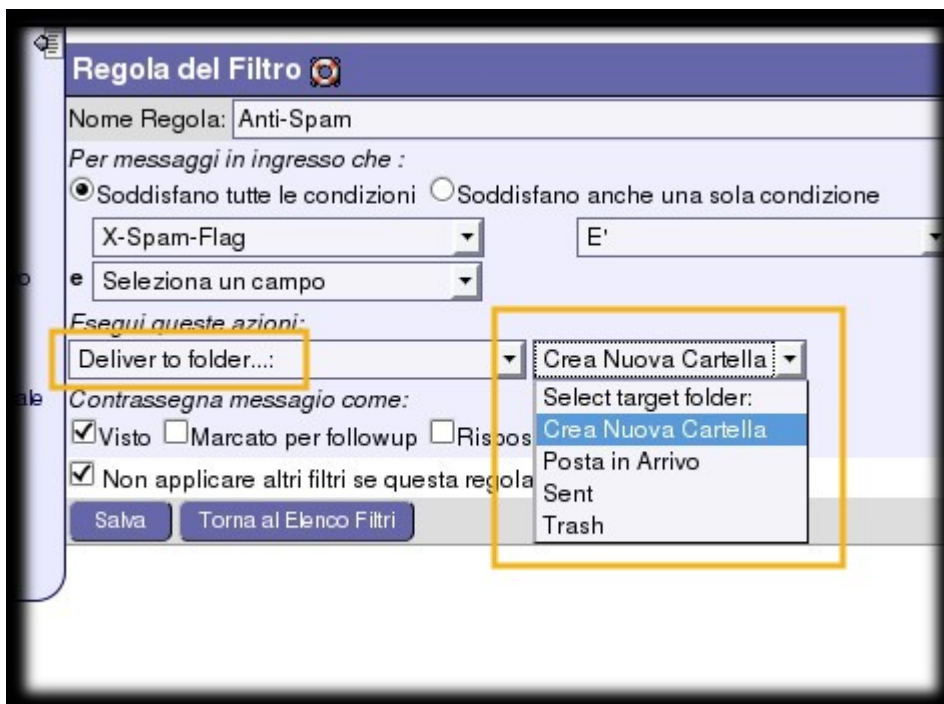 Regola del Filtro
Nome Regola: Anti-Spam
Per messaggi in ingresso che :
Soddisfano tutte le condizioni Soddisfano anche una sola condizione
X-Spam-Flag E'
e Seleziona un campo
Esegui queste azioni:
Deliver to folder...: Crea Nuova Cartella
Select target folder:
Contrassegna messagio come:
Crea Nuova Cartella
Visto Marcato per followup
Posta in Arrivo
Non applicare altri filtri se questa regola
Sent
Salva Torna al Elenco Filtri
Trash